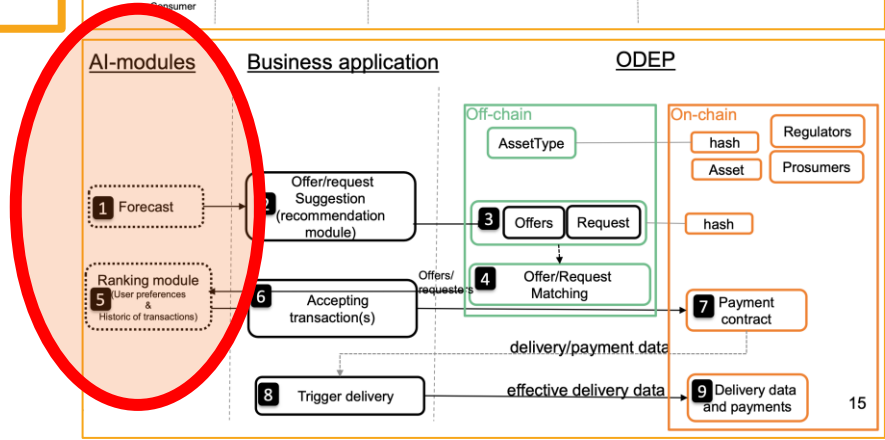 Consumer
AI-modules
Business application
ODEP
Off-chain
On-chain
AssetType
hash
Regulators
Asset
Prosumers
1 Forecast
2 Offer/request
Suggestion
(recommendation
module)
3 Offers Request
hash
4 Offer/Request
Matching
Offers/
requesters
5 Ranking module
(User preferences
&
Historic of transactions)
6 Accepting
transaction(s)
7 Payment
contract
delivery/payment data
8 Trigger delivery
effective delivery data
9 Delivery data
and payments
15